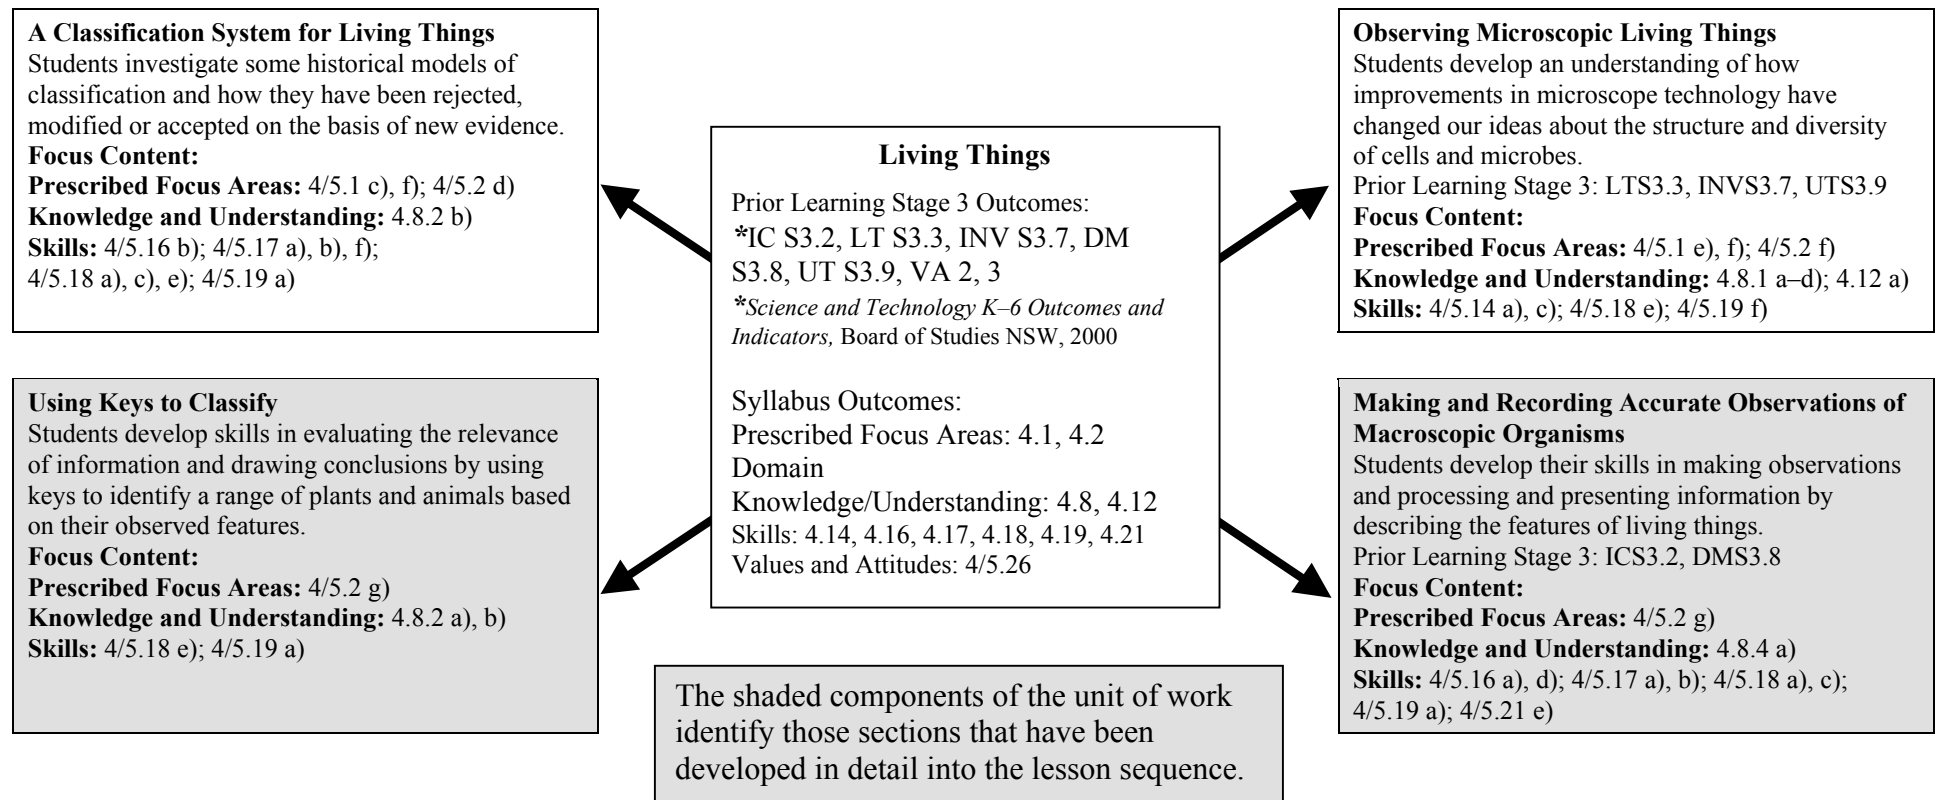 A Classification System for Living Things
Students investigate some historical models of
classification and how they have been rejected,
modified or accepted on the basis of new evidence.
Focus Content:
Prescribed Focus Areas: 4/5.1 c), f); 4/5.2 d)
Knowledge and Understanding: 4.8.2 b)
Skills: 4/5.16 b); 4/5.17 a), b), f);
4/5.18 a), c), e); 4/5.19 a)
Using Keys to Classify
Students develop skills in evaluating the relevance
of information and drawing conclusions by using
keys to identify a range of plants and animals based
on their observed features.
Focus Content:
Prescribed Focus Areas: 4/5.2 g)
Knowledge and Understanding: 4.8.2 a), b)
Skills: 4/5.18 e); 4/5.19 a)
Living Things
Prior Learning Stage 3 Outcomes:
*IC S3.2, LT S3.3, INV S3.7, DM
S3.8, UT S3.9, VA 2, 3
*Science and Technology K–6 Outcomes and
Indicators, Board of Studies NSW, 2000
Syllabus Outcomes:
Prescribed Focus Areas: 4.1, 4.2
Domain
Knowledge/Understanding: 4.8, 4.12
Skills: 4.14, 4.16, 4.17, 4.18, 4.19, 4.21
Values and Attitudes: 4/5.26
The shaded components of the unit of work
identify those sections that have been
developed in detail into the lesson sequence.
Observing Microscopic Living Things
Students develop an understanding of how
improvements in microscope technology have
changed our ideas about the structure and diversity
of cells and microbes.
Prior Learning Stage 3: LTS3.3, INVS3.7, UTS3.9
Focus Content:
Prescribed Focus Areas: 4/5.1 e), f); 4/5.2 f)
Knowledge and Understanding: 4.8.1 a–d); 4.12 a)
Skills: 4/5.14 a), c); 4/5.18 e); 4/5.19 f)
Making and Recording Accurate Observations of
Macroscopic Organisms
Students develop their skills in making observations
and processing and presenting information by
describing the features of living things.
Prior Learning Stage 3: ICS3.2, DMS3.8
Focus Content:
Prescribed Focus Areas: 4/5.2 g)
Knowledge and Understanding: 4.8.4 a)
Skills: 4/5.16 a), d); 4/5.17 a), b); 4/5.18 a), c);
4/5.19 a); 4/5.21 e)